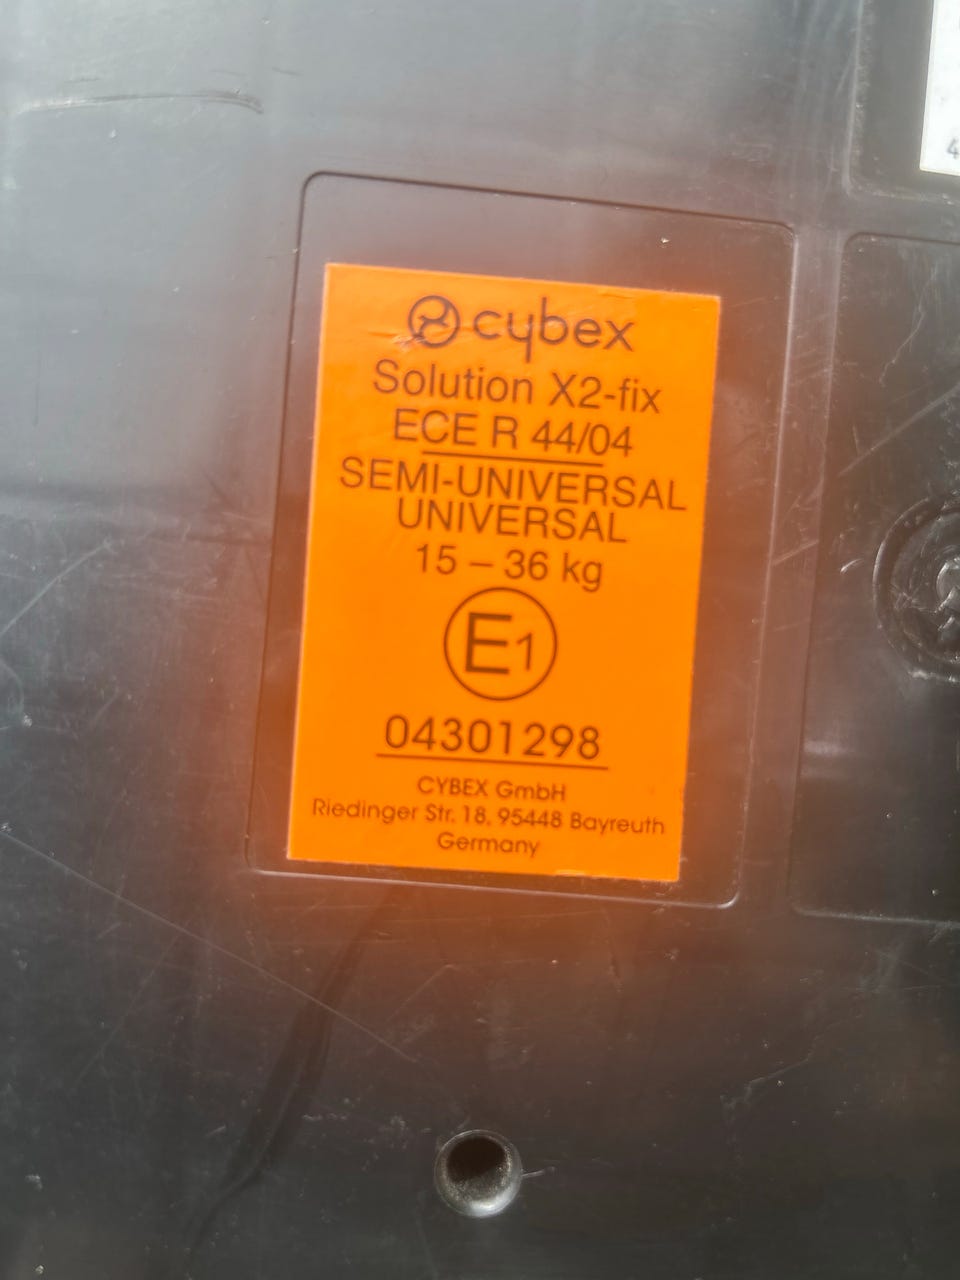 cybex
Solution X2-fix
ECE R 44/04
SEMI-UNIVERSAL
UNIVERSAL
15 – 36 kg
E1
04301298
CYBEX GmbH
Riedinger Str. 18, 95448 Bayreuth
Germany
4